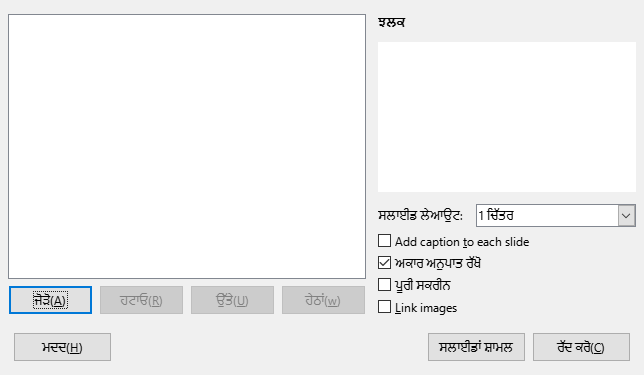 ਝਲਕ
ਸਲਾਈਡ ਲੇਆਉਟ: 1 ਚਿੱਤਰ
Add caption to each slide
ਅਕਾਰ ਅਨੁਪਾਤ ਰੱਖੋ
ਪੂਰੀ ਸਕਰੀਨ
Link images
ਜੋੜੋ(A) ਹਟਾਓ(R) ਉੱਤੇ(U) ਹੇਠਾਂ(w)
ਮਦਦ(H) ਸਲਾਈਡਾਂ ਸ਼ਾਮਲ ਰੱਦ ਕਰੋ(C)